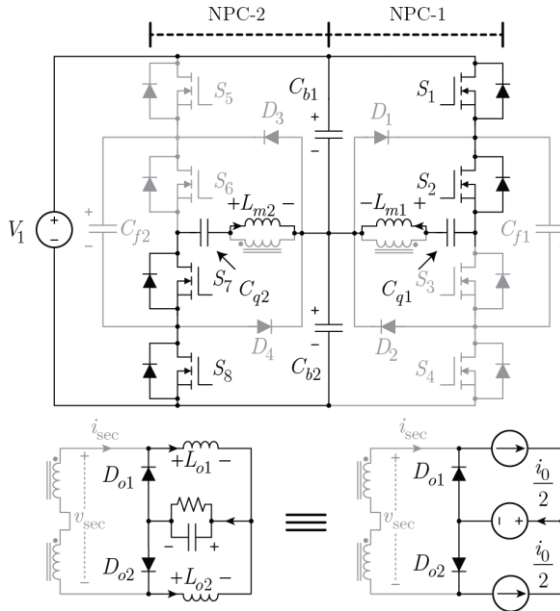 NPC-2 NPC-1
S5 Cb1 S1
D3 D1
+ −
S6 S2
+ Lm2 − − Lm1 +
V1 + − Cf2 Cf1 + −
S7 Cq2 Cq1 S3
D4 D2
Cb2 + −
S8 S4
isec isec
+ Lo1 −
Do1 Do1 i0/2
+ vsec − − + + vsec − − +
Do2 Do2 i0/2
+ Lo2 −